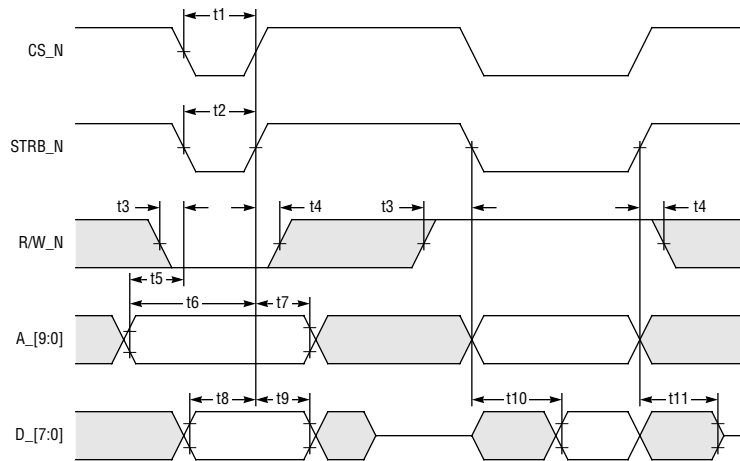 t1
CS_N
t2
STRB_N
t3 t4 t3 t4
R/W_N
t5
t6 t7
A_[9:0]
t8 t9 t10 t11
D_[7:0]